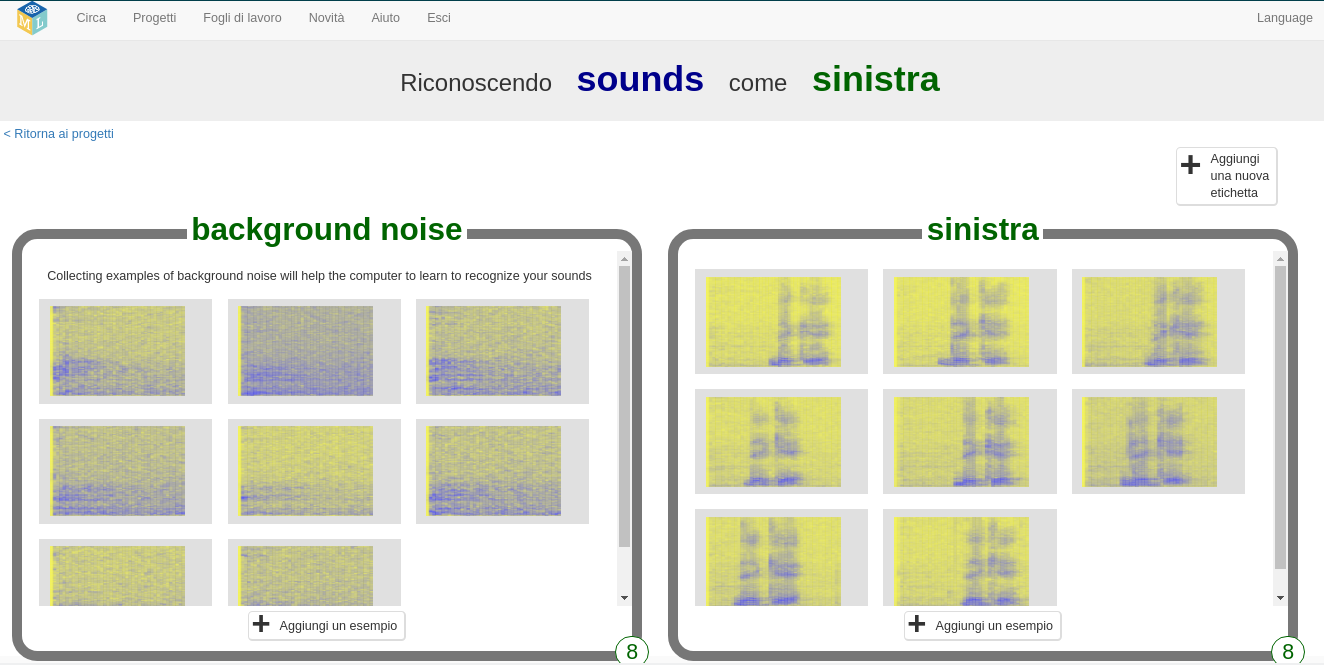 M L
Circa Progetti Fogli di lavoro Novità Aiuto Esci Language
Riconoscendo sounds come sinistra
< Ritorna ai progetti
Aggiungi
una nuova
etichetta
background noise
Collecting examples of background noise will help the computer to learn to recognize your sounds
Aggiungi un esempio
8
sinistra
Aggiungi un esempio
8